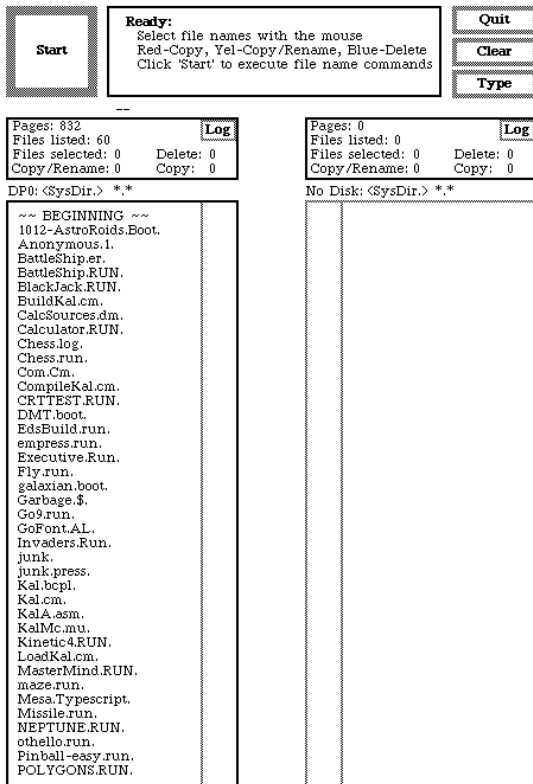 Start
Ready:
Select file names with the mouse
Red-Copy, Yel-Copy/Rename, Blue-Delete
Click 'Start' to execute file name commands
Quit
Clear
Type
Pages: 832
Log
Files listed: 60
Files selected: 0 Delete: 0
Copy/Rename: 0 Copy: 0
DP0: <SysDir.> *.*
Pages: 0
Log
Files listed: 0
Files selected: 0 Delete: 0
Copy/Rename: 0 Copy: 0
No Disk: <SysDir.> *.*
~~ BEGINNING ~~
1012-AstroRoids.Boot.
Anonymous.1.
BattleShip.er.
BattleShip.RUN.
BlackJack.RUN.
BuildKal.cm.
CalcSources.dm.
Calculator.RUN.
Chess.log.
Chess.run.
Com.Cm.
CompileKal.cm.
CRTTEST.RUN.
DMT.boot.
EdsBuild.run.
empress.run.
Executive.Run.
Fly.run.
galaxian.boot.
Garbage.$.
Go9.run.
GoFont.AL.
Invaders.Run.
junk.
junk.press.
Kal.bcpl.
Kal.cm.
KalA.asm.
KalMc.mu.
Kinetic4.RUN.
LoadKal.cm.
MasterMind.RUN.
maze.run.
Mesa.Typescript.
Missile.run.
NEPTUNE.RUN.
othello.run.
Pinball-easy.run.
POLYGONS.RUN.